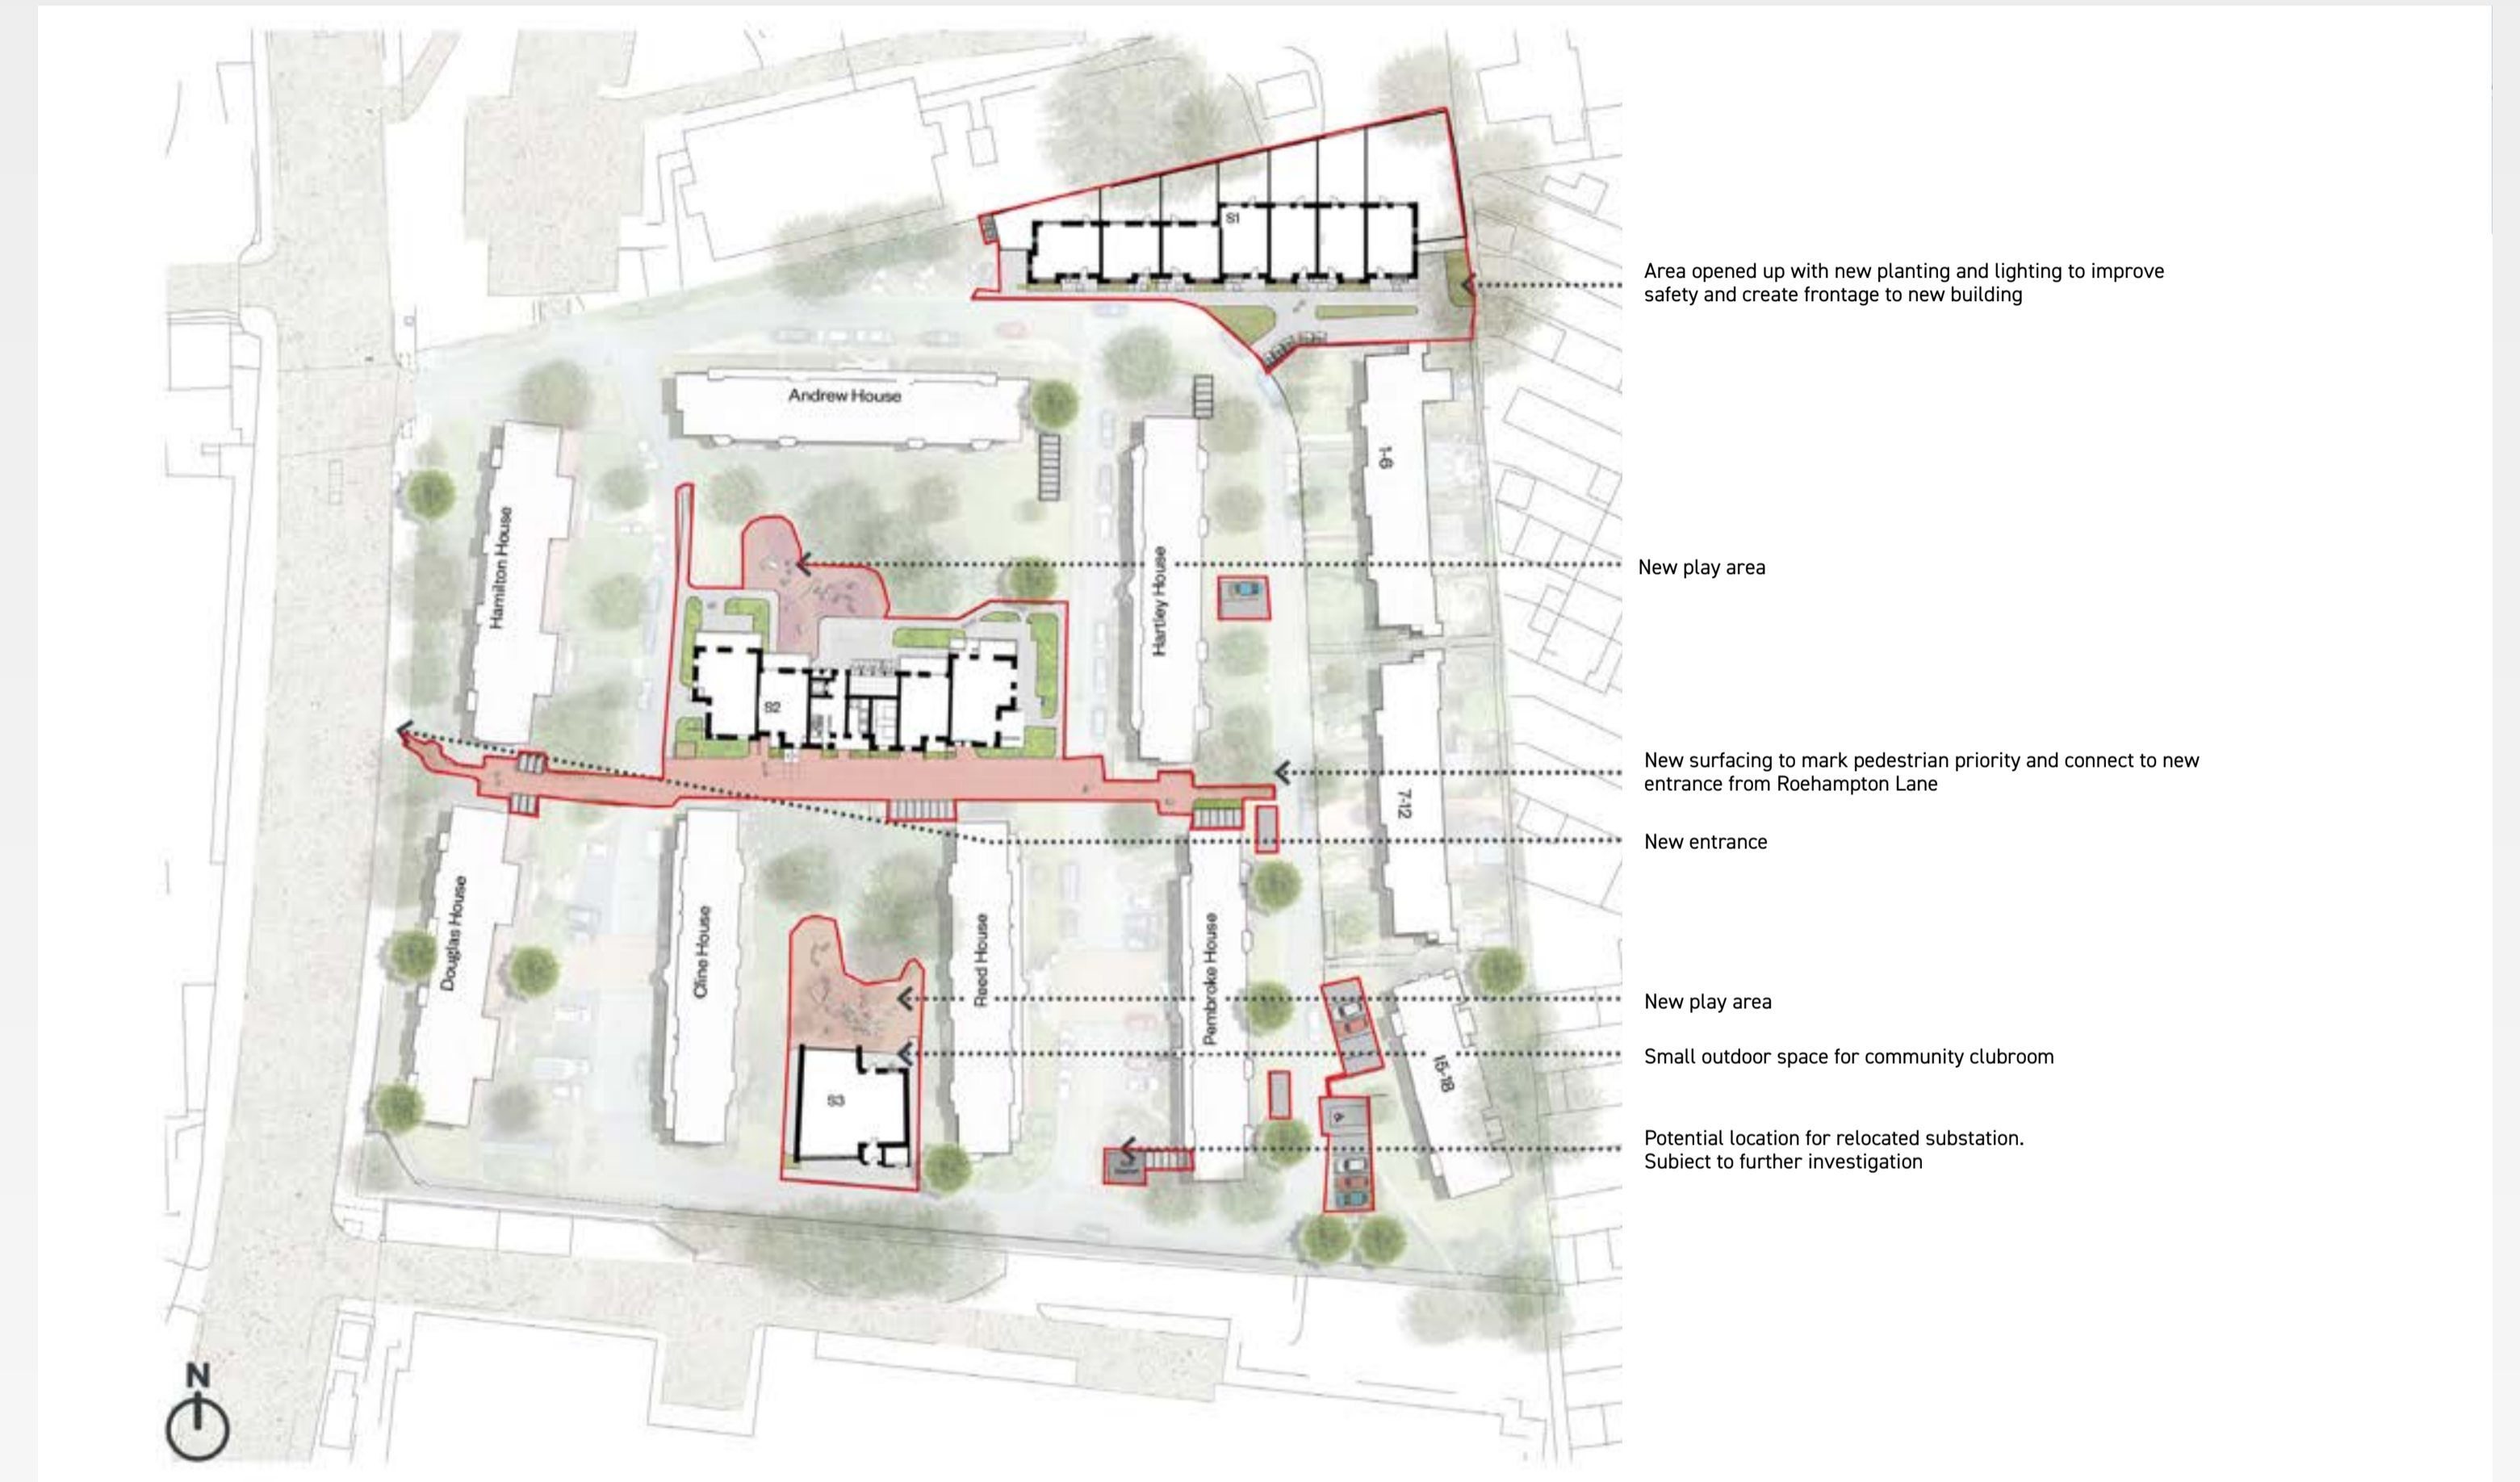 S1
Area opened up with new planting and lighting to improve
safety and create frontage to new building
Andrew House
1-6
Hamilton House
Hartley House
New play area
S2
New surfacing to mark pedestrian priority and connect to new
entrance from Roehampton Lane
7-12
New entrance
Douglas House
Cline House
Reed House
Pembroke House
New play area
Small outdoor space for community clubroom
15-18
S3
Potential location for relocated substation.
Subiect to further investigation
N